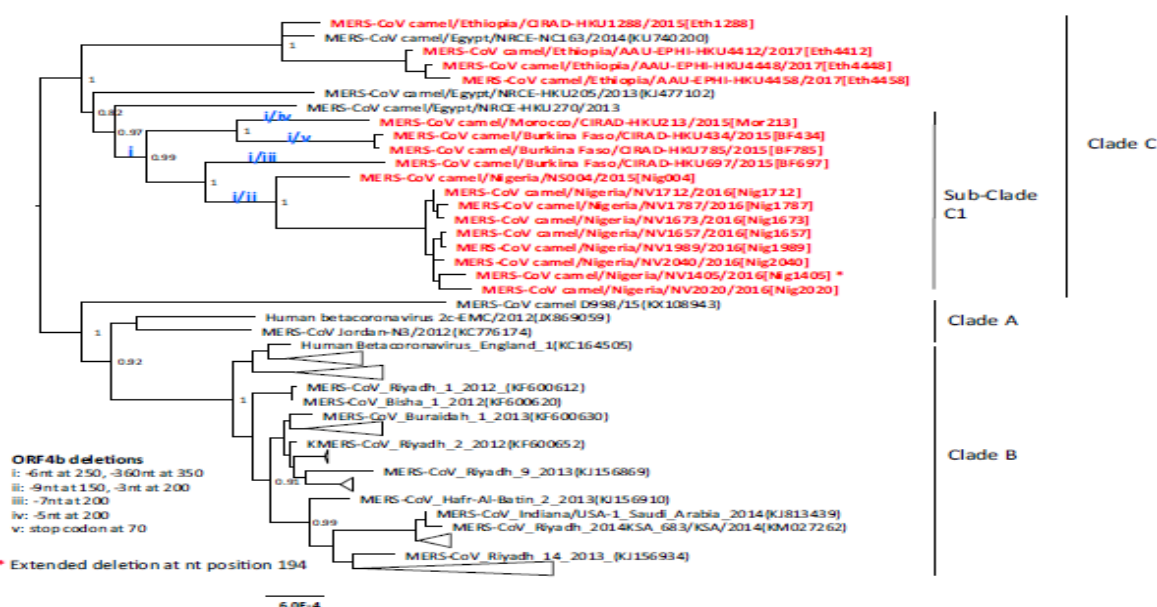 MERS-CoV camel/Ethiopia/CIRAD-HKU1288/2015[Eth1288]
MERS-CoV camel/Egypt/NRCE-NC163/2014(KU740200)
1
MERS-CoV camel/Ethiopia/AAU-EPHI-HKU4412/2017[Eth4412]
MERS-CoV camel/Ethiopia/AAU-EPHI-HKU4448/2017[Eth4448]
MERS-CoV camel/Ethiopia/AAU-EPHI-HKU4458/2017[Eth4458]
1
MERS-CoV camel/Egypt/NRCE-HKU205/2013(KJ477102)
MERS-CoV camel/Egypt/NRCE-HKU270/2013
0.82
i/iv
MERS-CoV camel/Morocco/CIRAD-HKU213/2015[Mor213]
0.97
1
i/v
MERS-CoV camel/Burkina Faso/CIRAD-HKU434/2015[BF434]
Clade C
MERS-CoV camel/Burkina Faso/CIRAD-HKU785/2015[BF785]
i
0.99
i/iii
MERS-CoV camel/Burkina Faso/CIRAD-HKU697/2015[BF697]
MERS-CoV camel/Nigeria/NS004/2015[Nig004]
1
i/ii
1
MERS-CoV camel/Nigeria/NV1712/2016[Nig1712]
Sub-Clade
C1
MERS-CoV camel/Nigeria/NV1787/2016[Nig1787]
MERS-CoV camel/Nigeria/NV1673/2016[Nig1673]
MERS-CoV camel/Nigeria/NV1657/2016[Nig1657]
MERS-CoV camel/Nigeria/NV1989/2016[Nig1989]
MERS-CoV camel/Nigeria/NV2040/2016[Nig2040]
MERS-CoV camel/Nigeria/NV1405/2016[Nig1405] *
MERS-CoV camel/Nigeria/NV2020/2016[Nig2020]
MERS-CoV camel D998/15(KX108943)
Human betacoronavirus 2c-EMC/2012(JX869059)
Clade A
1
MERS-CoV Jordan-N3/2012(KC776174)
Human Betacoronavirus_England_1(KC164505)
0.92
MERS-CoV_Riyadh_1_2012_(KF600612)
1
MERS-CoV_Bisha_1_2012(KF600620)
MERS-CoV_Buraidah_1_2013(KF600630)
KMERS-CoV_Riyadh_2_2012(KF600652)
Clade B
MERS-CoV_Riyadh_9_2013(KJ156869)
0.91
MERS-CoV_Hafr-Al-Batin_2_2013(KJ156910)
MERS-CoV_Indiana/USA-1_Saudi_Arabia_2014(KJ813439)
0.99
MERS-CoV_Riyadh_2014KSA_683/KSA/2014(KM027262)
MERS-CoV_Riyadh_14_2013_(KJ156934)
ORF4b deletions
i: -6nt at 250, -360nt at 350
ii: -9nt at 150, -3nt at 200
iii: -7nt at 200
iv: -5nt at 200
v: stop codon at 70
* Extended deletion at nt position 194
6.0E-4